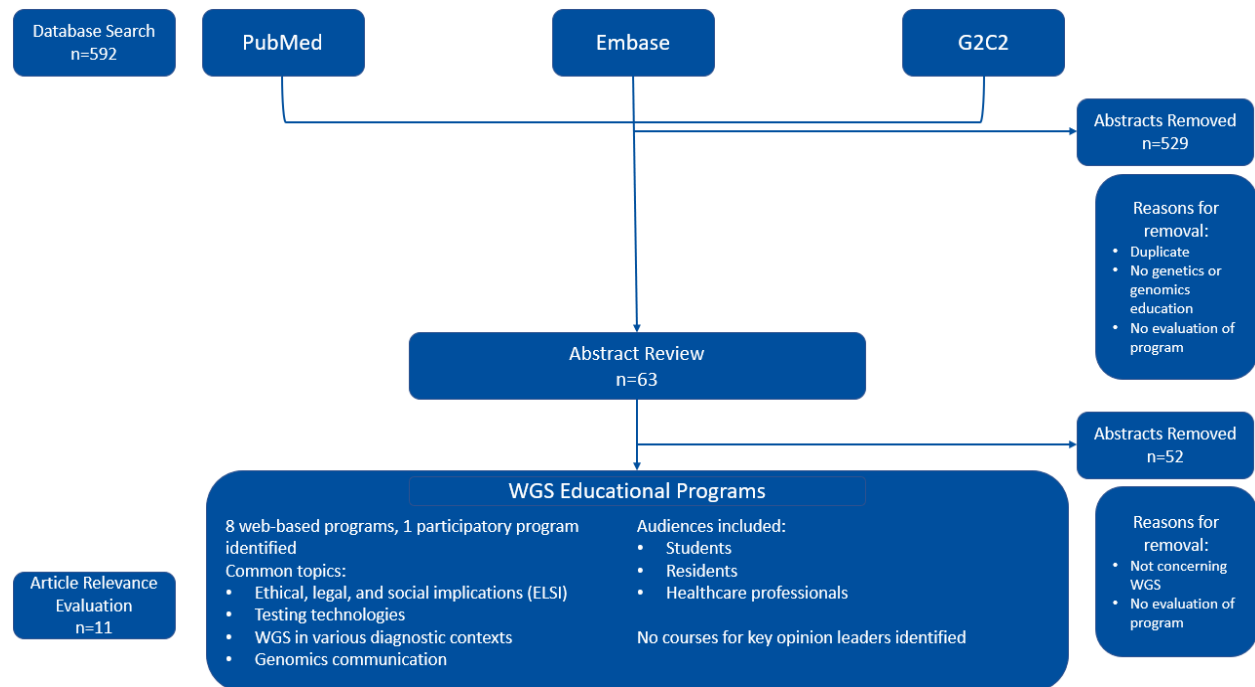 Database Search
n=592
PubMed
Embase
G2C2
Abstracts Removed
n=529
Reasons for
removal:
• Duplicate
• No genetics or
genomics
education
• No evaluation of
program
Abstract Review
n=63
Abstracts Removed
n=52
WGS Educational Programs
8 web-based programs, 1 participatory program
identified
Common topics:
• Ethical, legal, and social implications (ELSI)
• Testing technologies
• WGS in various diagnostic contexts
• Genomics communication
Audiences included:
• Students
• Residents
• Healthcare professionals
No courses for key opinion leaders identified
Reasons for
removal:
• Not concerning
WGS
• No evaluation of
program
Article Relevance
Evaluation
n=11